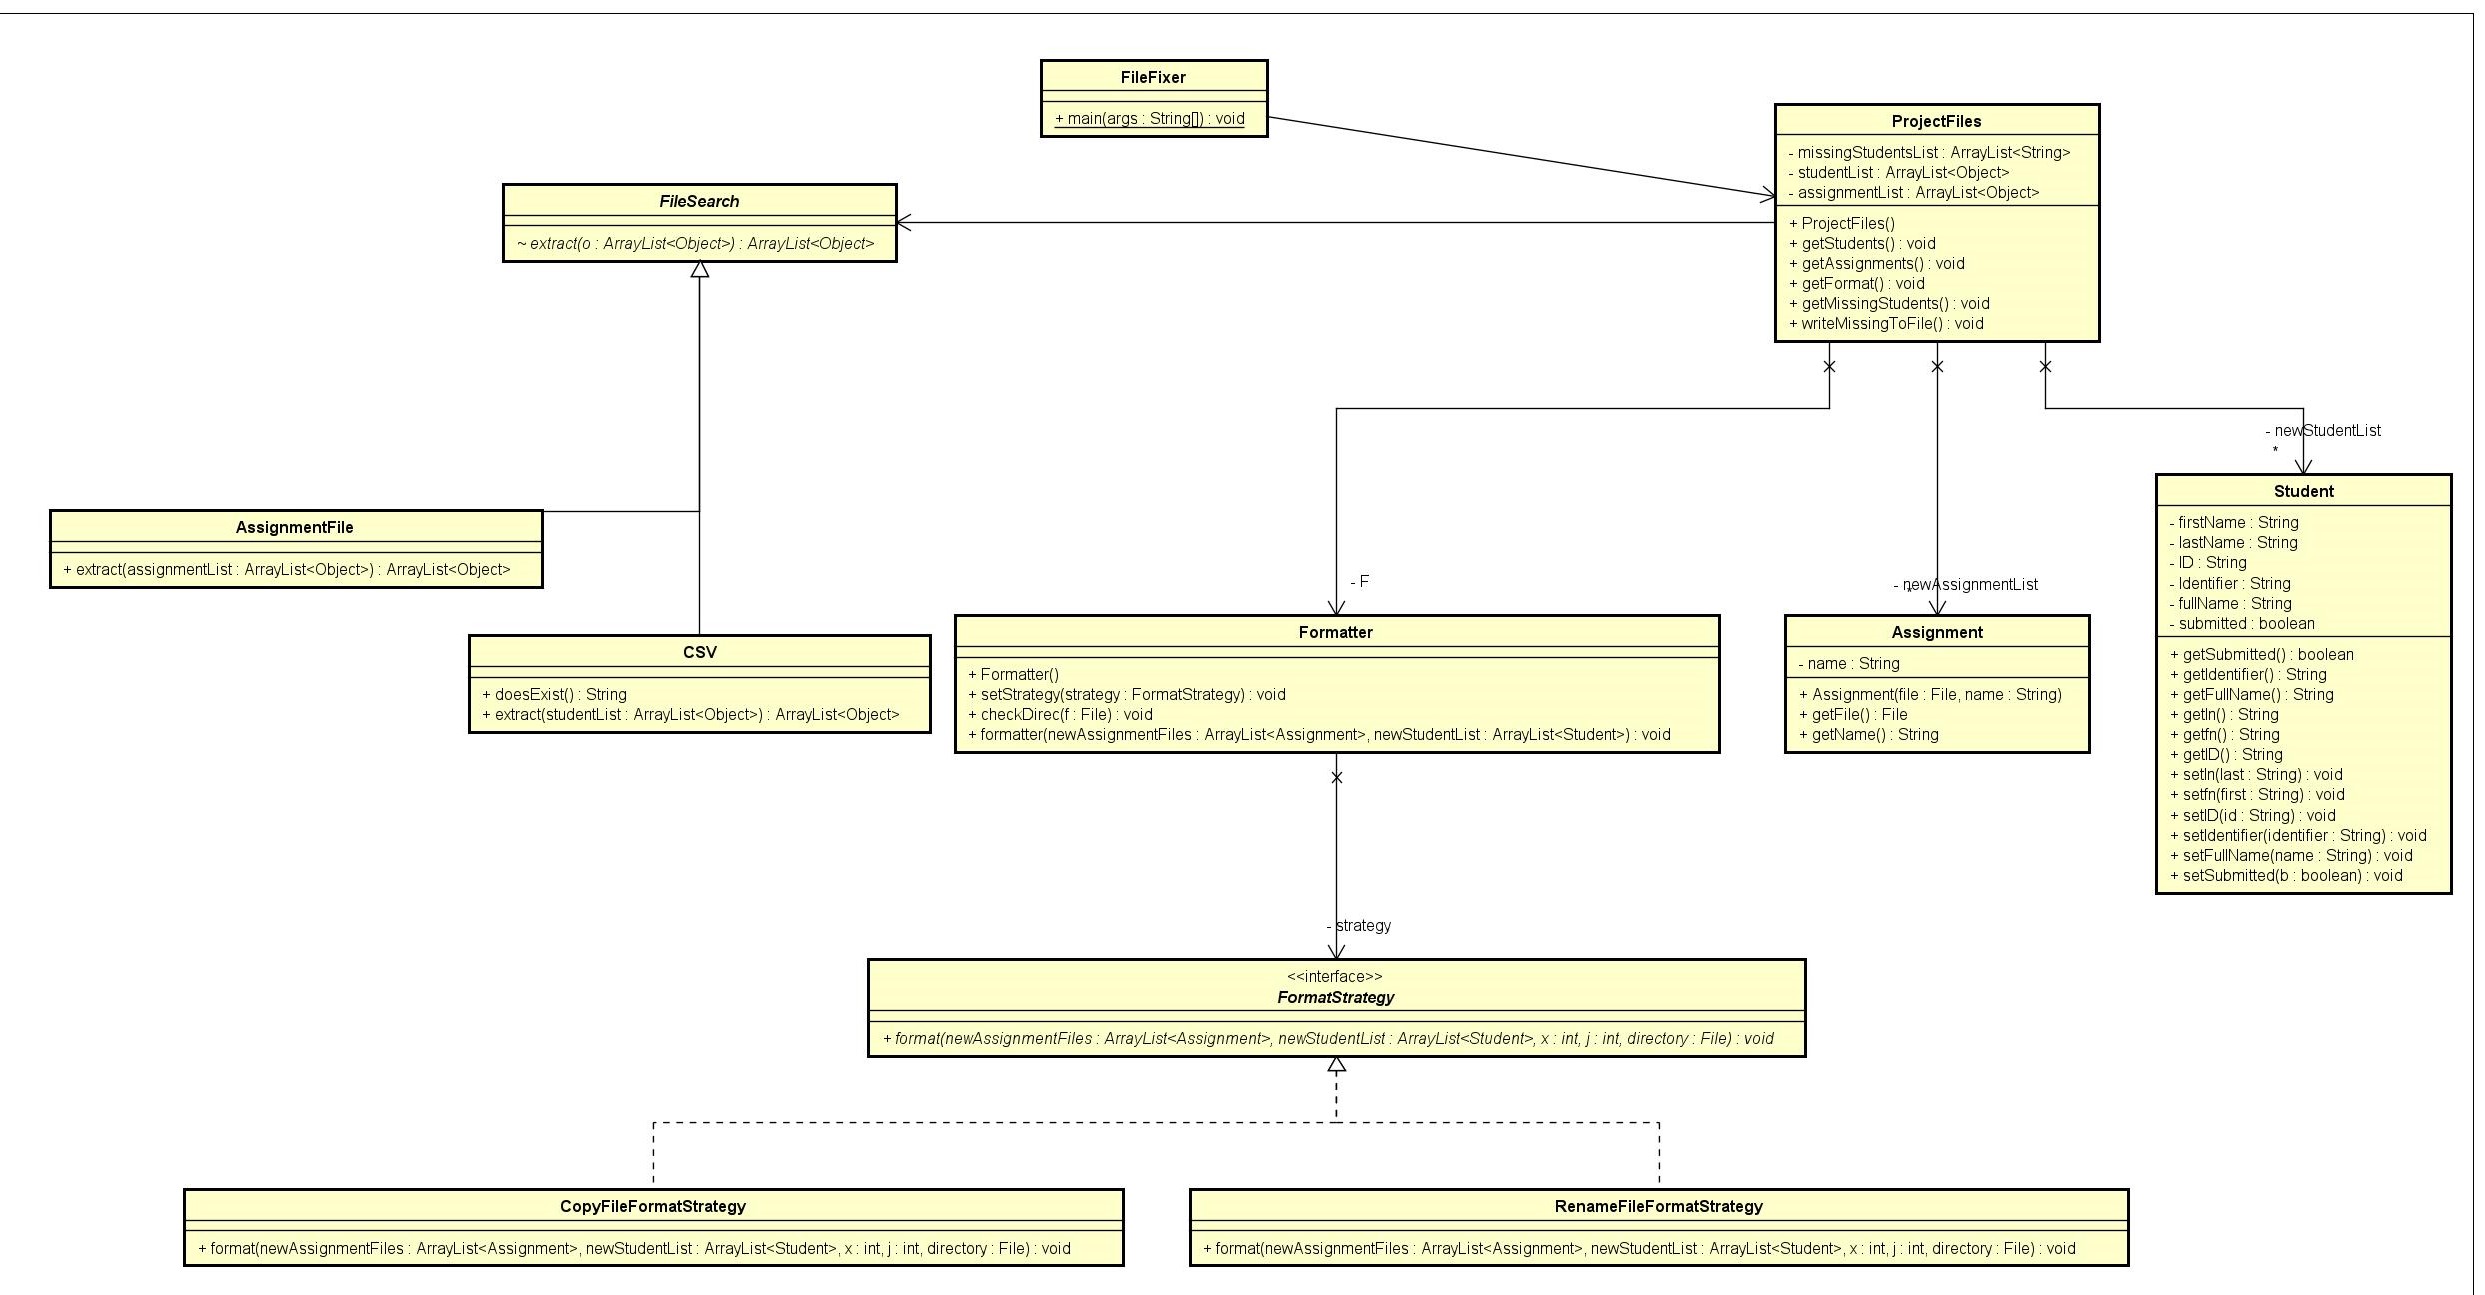 FileFixer
+ main(args : String[]) : void
ProjectFiles
- missingStudentsList : ArrayList<String>
- studentList : ArrayList<Object>
- assignmentList : ArrayList<Object>
+ ProjectFiles()
+ getStudents() : void
+ getAssignments() : void
+ getFormat() : void
+ getMissingStudents() : void
+ writeMissingToFile() : void
FileSearch
~ extract(o : ArrayList<Object>) : ArrayList<Object>
- newStudentList
*
Student
- firstName : String
- lastName : String
- ID : String
- Identifier : String
- fullName : String
- submitted : boolean
+ getSubmitted() : boolean
+ getIdentifier() : String
+ getFullName() : String
+ getln() : String
+ getfn() : String
+ getID() : String
+ setln(last : String) : void
+ setfn(first : String) : void
+ setID(id : String) : void
+ setIdentifier(identifier : String) : void
+ setFullName(name : String) : void
+ setSubmitted(b : boolean) : void
AssignmentFile
+ extract(assignmentList : ArrayList<Object>) : ArrayList<Object>
CSV
+ doesExist() : String
+ extract(studentList : ArrayList<Object>) : ArrayList<Object>
- F
Formatter
+ Formatter()
+ setStrategy(strategy : FormatStrategy) : void
+ checkDirec(f : File) : void
+ formatter(newAssignmentFiles : ArrayList<Assignment>, newStudentList : ArrayList<Student>) : void
- newAssignmentList
*
Assignment
- name : String
+ Assignment(file : File, name : String)
+ getFile() : File
+ getName() : String
- strategy
<<interface>>
FormatStrategy
+ format(newAssignmentFiles : ArrayList<Assignment>, newStudentList : ArrayList<Student>, x : int, j : int, directory : File) : void
CopyFileFormatStrategy
+ format(newAssignmentFiles : ArrayList<Assignment>, newStudentList : ArrayList<Student>, x : int, j : int, directory : File) : void
RenameFileFormatStrategy
+ format(newAssignmentFiles : ArrayList<Assignment>, newStudentList : ArrayList<Student>, x : int, j : int, directory : File) : void